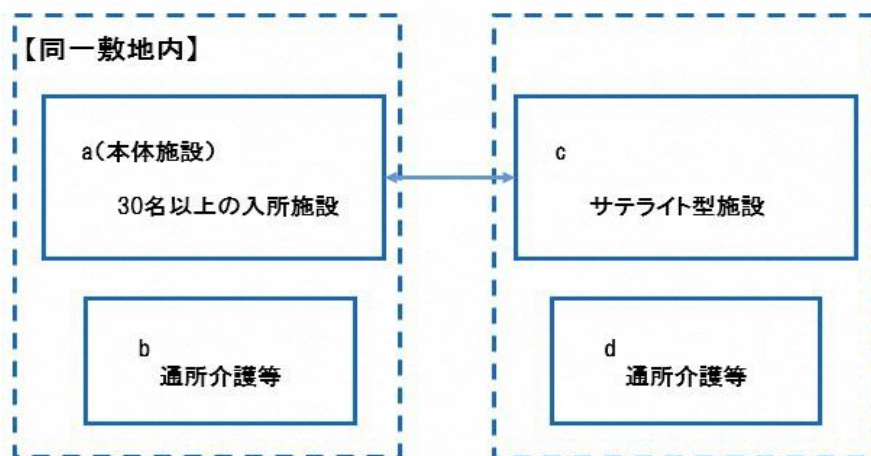 【同一敷地内】
a(本体施設)
30名以上の入所施設
b
通所介護等
c
サテライト型施設
d
通所介護等